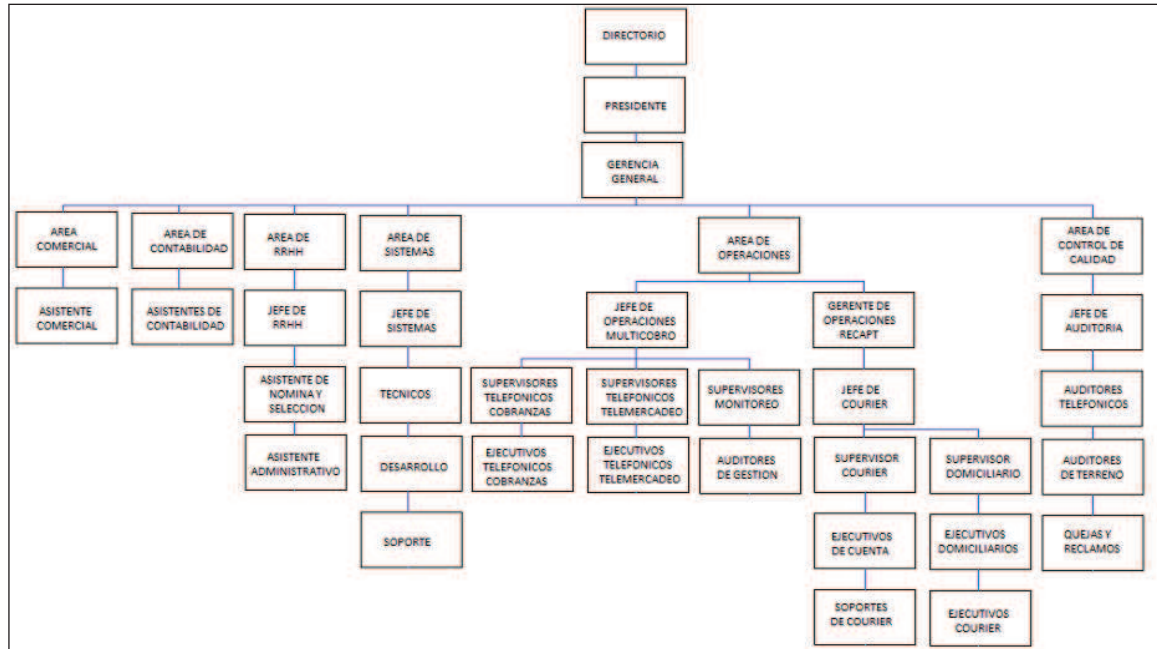 DIRECTORIO
PRESIDENTE
GERENCIA
GENERAL
AREA
COMERCIAL
AREA DE
CONTABILIDAD
AREA DE
RRHH
AREA DE
SISTEMAS
AREA DE
OPERACIONES
AREA DE
CONTROL DE
CALIDAD
ASISTENTE
COMERCIAL
ASISTENTES DE
CONTABILIDAD
JEFE DE
RRHH
JEFE DE
SISTEMAS
JEFE DE
OPERACIONES
MULTICOBRO
GERENTE DE
OPERACIONES
RECAPT
JEFE DE
AUDITORIA
ASISTENTE DE
NOMINA Y
SELECCION
TECNICOS
SUPERVISORES
TELEFONICOS
COBRANZAS
SUPERVISORES
TELEFONICOS
TELEMERCADEO
SUPERVISORES
MONITOREO
JEFE DE
COURIER
AUDITORES
TELEFONICOS
ASISTENTE
ADMINISTRATIVO
DESARROLLO
EJECUTIVOS
TELEFONICOS
COBRANZAS
EJECUTIVOS
TELEFONICOS
TELEMERCADEO
AUDITORES
DE GESTION
SUPERVISOR
COURIER
SUPERVISOR
DOMICILIARIO
AUDITORES
DE TERRENO
SOPORTE
EJECUTIVOS
DE CUENTA
EJECUTIVOS
DOMICILIARIOS
QUEJAS Y
RECLAMOS
SOPORTES
DE COURIER
EJECUTIVOS
COURIER